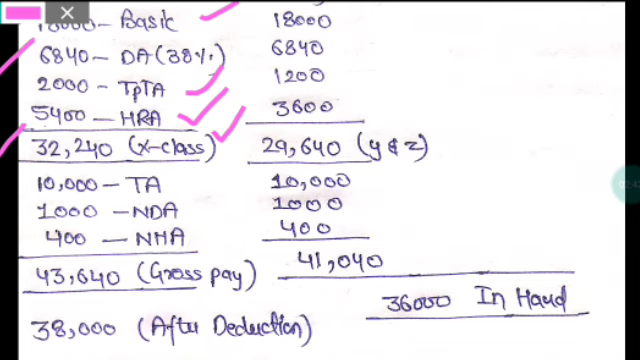 18000 - Basic 18000
6840 - DA (38%) 6840
2000 - TpTA 1200
5400 - HRA 3600
32,240 (x-class) 29,640 (y & z)
10,000 - TA 10,000
1000 - NDA 1000
400 - NHA 400
43,640 (Gross pay) 41,040
36000 In Hand
38,000 (After Deduction)